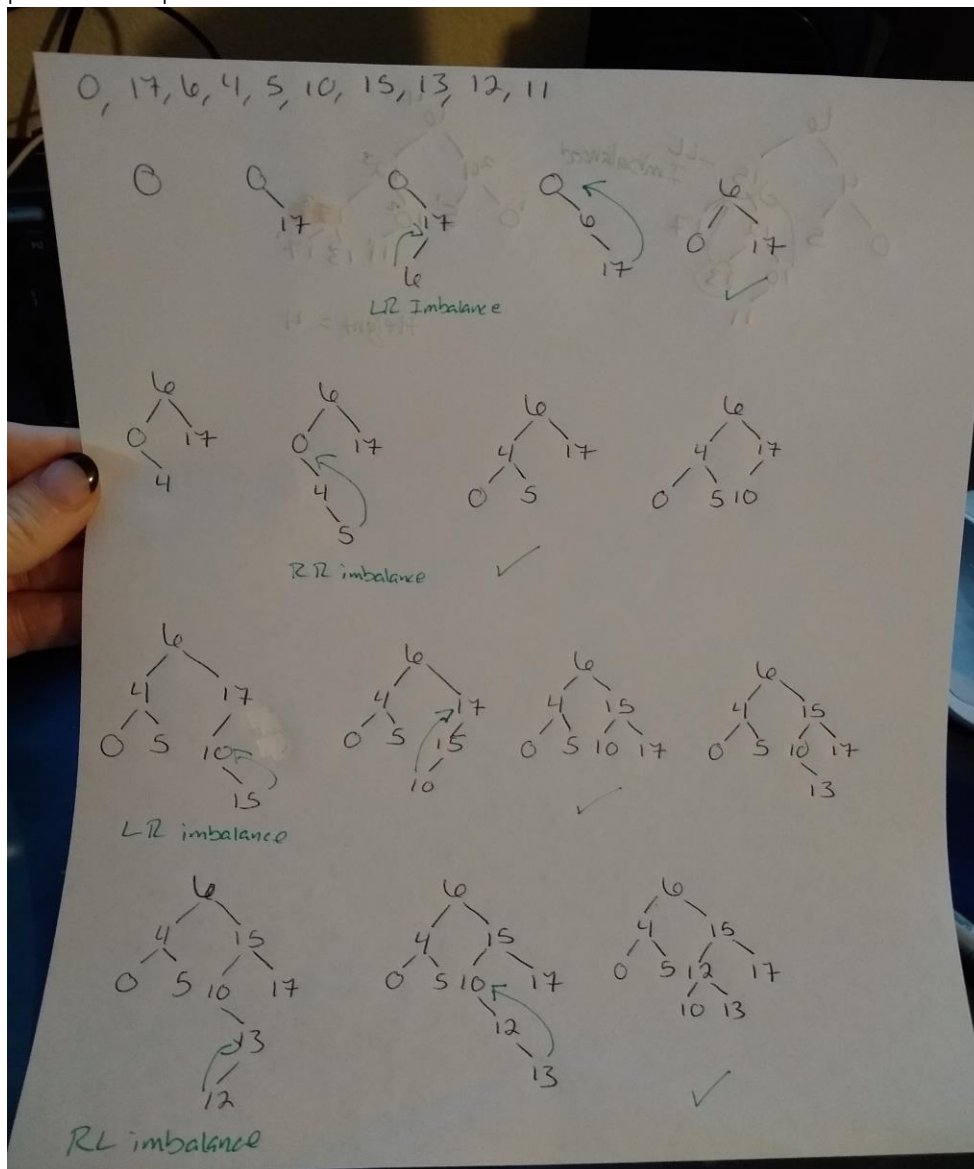 0, 17, 6, 4, 5, 10, 15, 13, 12, 11
0 0 0 0 6
17 17 6 0 17
6 17
LR Imbalance
6 6 6 6
0 17 0 17 4 17 4 17
4 4 0 5 0 5 10
5
RR imbalance
6 6 6 6
4 17 4 17 4 15 4 15
0 5 10 0 5 15 0 5 10 17 0 5 10 17
15 10 13
LR imbalance
6 6 6
4 15 4 15 4 15
0 5 10 17 0 5 10 17 0 5 12 17
13 12 10 13
12 13
RL imbalance